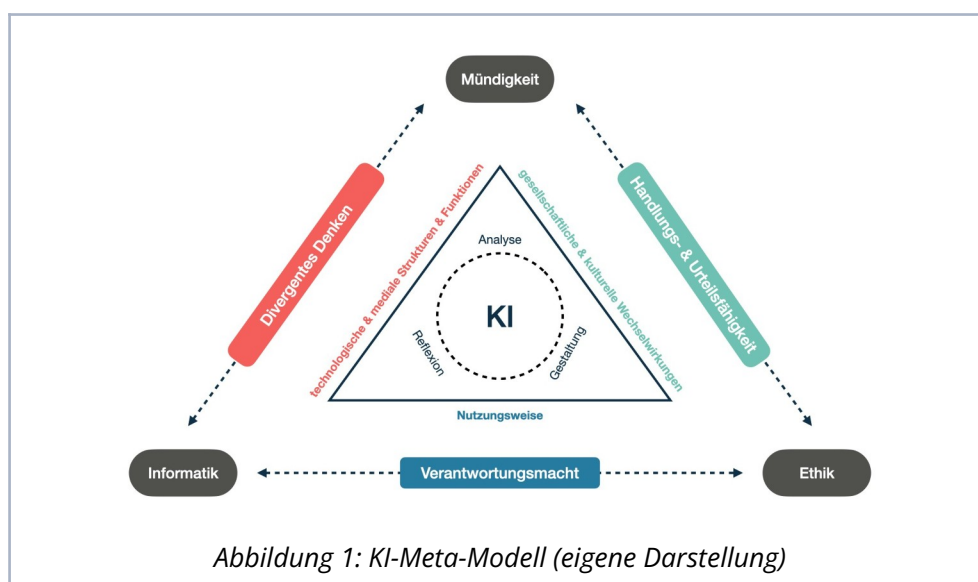 Mündigkeit
Divergentes Denken
technologische & mediale Strukturen & Funktionen
gesellschaftliche & kulturelle Wechselwirkungen
Handlungs- & Urteilsfähigkeit
Analyse
KI
Reflexion
Gestaltung
Nutzungsweise
Informatik
Verantwortungsmacht
Ethik
Abbildung 1: KI-Meta-Modell (eigene Darstellung)